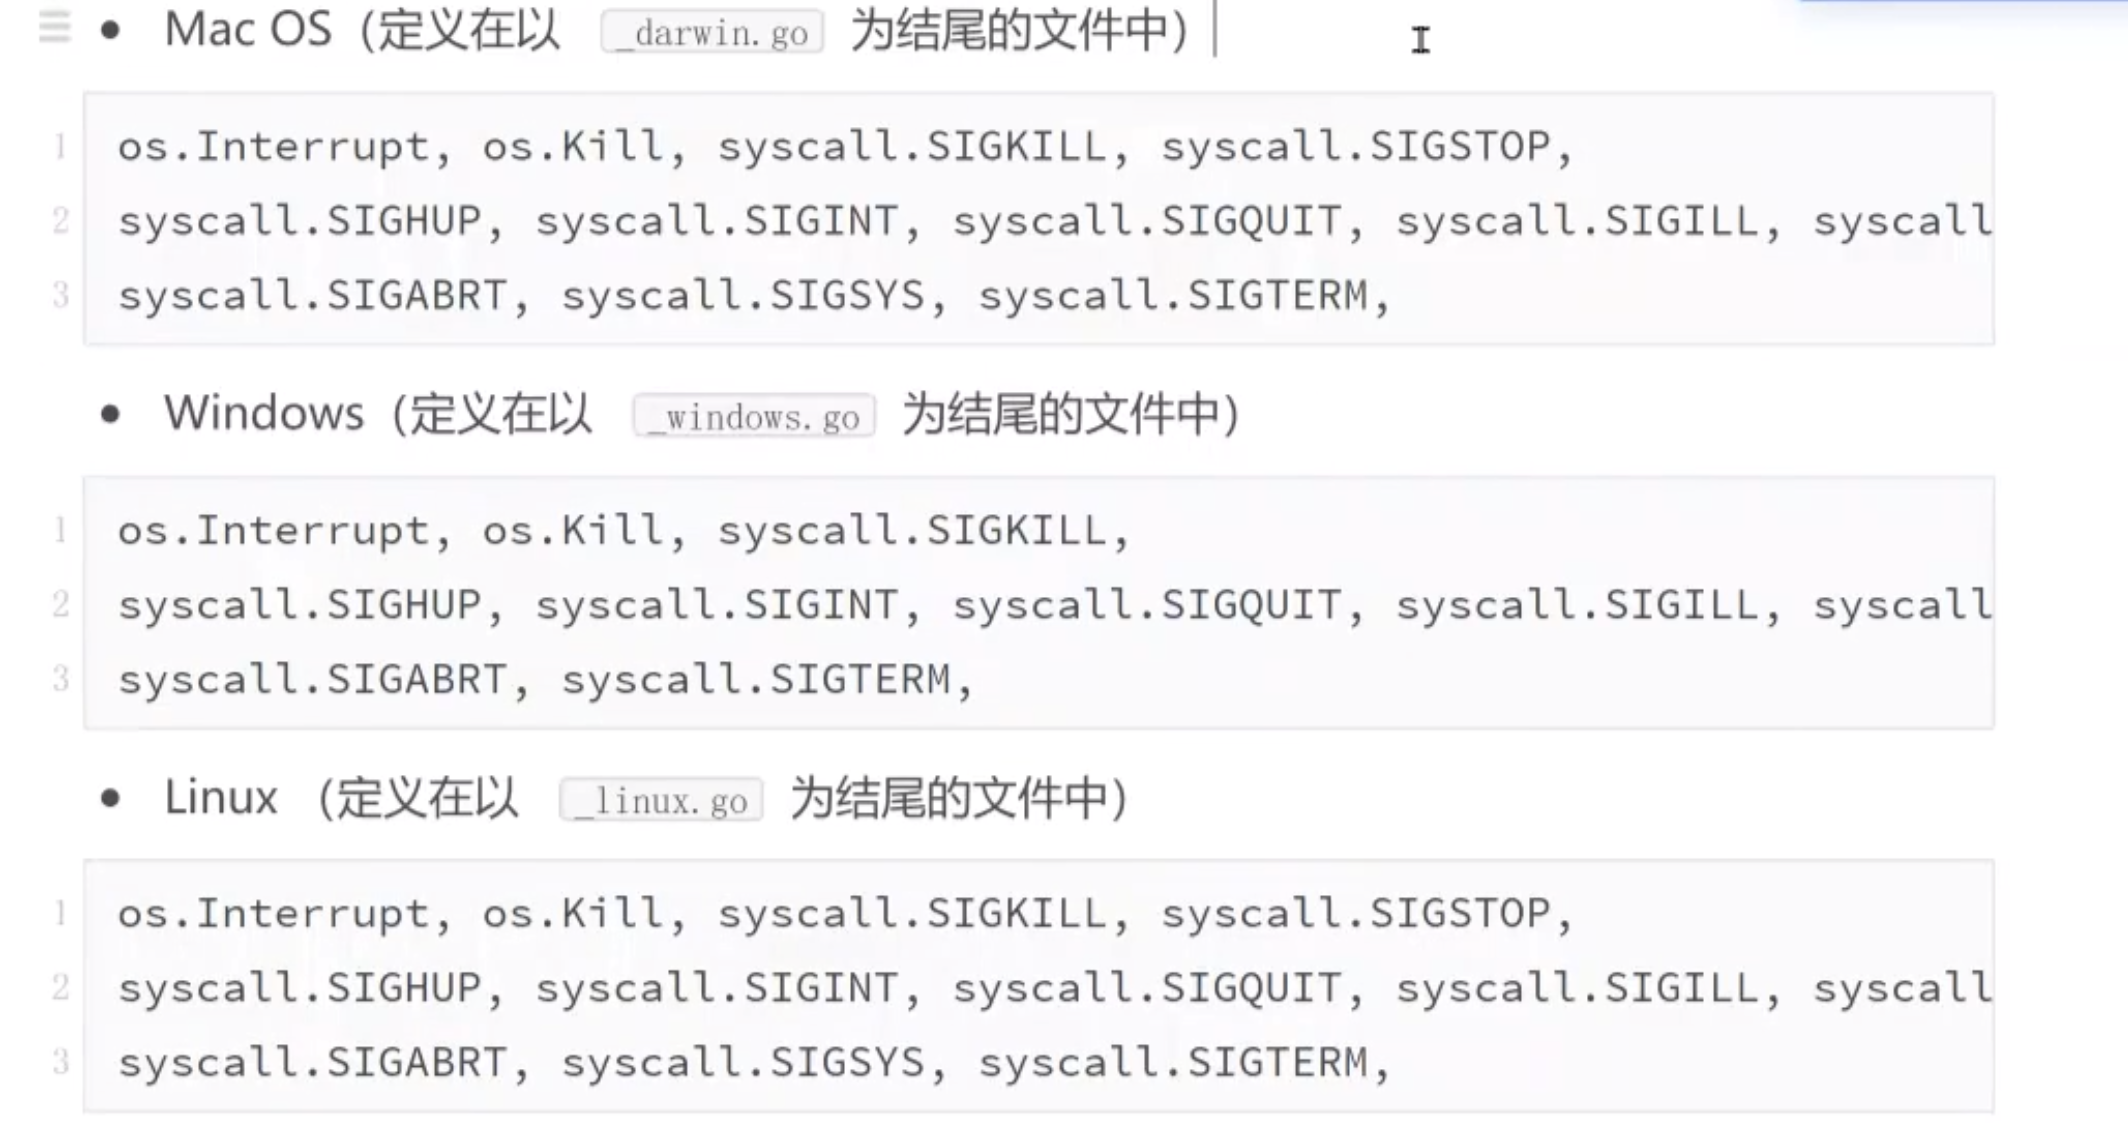 • Mac OS（定义在以 _darwin.go 为结尾的文件中）
1 os.Interrupt, os.Kill, syscall.SIGKILL, syscall.SIGSTOP,
2 syscall.SIGHUP, syscall.SIGINT, syscall.SIGQUIT, syscall.SIGILL, syscall
3 syscall.SIGABRT, syscall.SIGSYS, syscall.SIGTERM,
• Windows（定义在以 _windows.go 为结尾的文件中）
1 os.Interrupt, os.Kill, syscall.SIGKILL,
2 syscall.SIGHUP, syscall.SIGINT, syscall.SIGQUIT, syscall.SIGILL, syscall
3 syscall.SIGABRT, syscall.SIGTERM,
• Linux （定义在以 _linux.go 为结尾的文件中）
1 os.Interrupt, os.Kill, syscall.SIGKILL, syscall.SIGSTOP,
2 syscall.SIGHUP, syscall.SIGINT, syscall.SIGQUIT, syscall.SIGILL, syscall
3 syscall.SIGABRT, syscall.SIGSYS, syscall.SIGTERM,